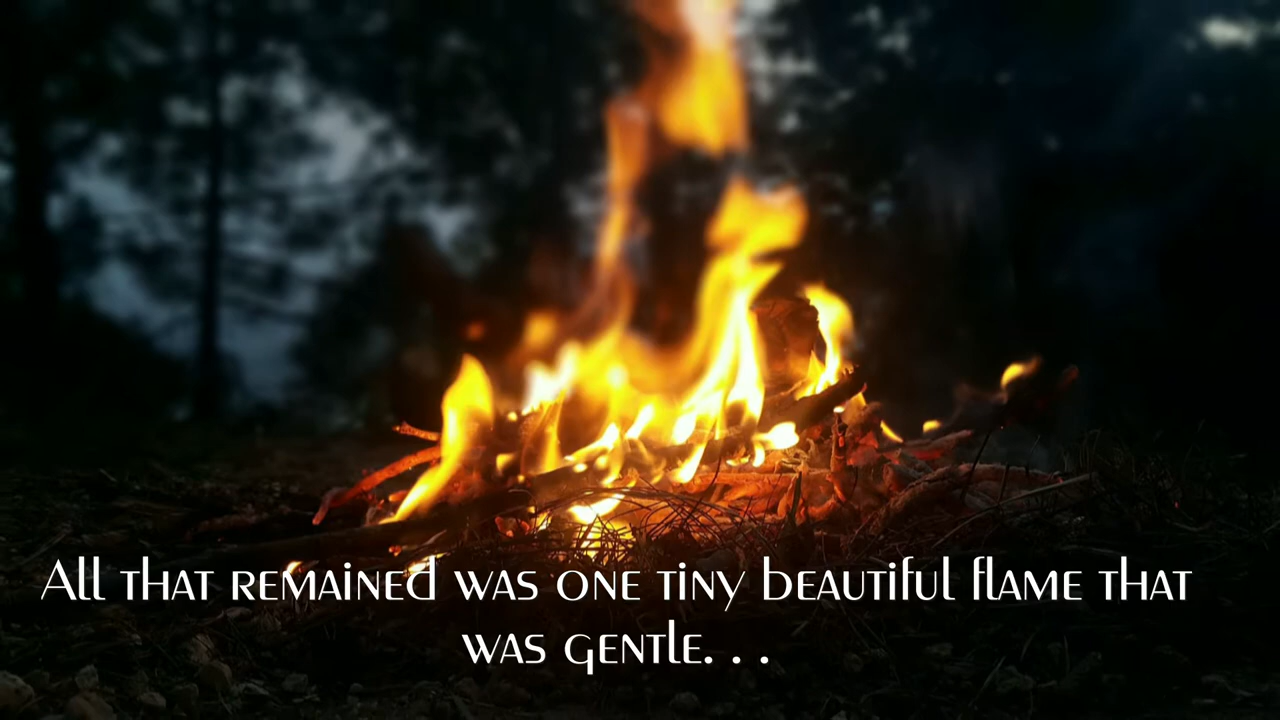 All that remained was one tiny beautiful flame that
was gentle. . .